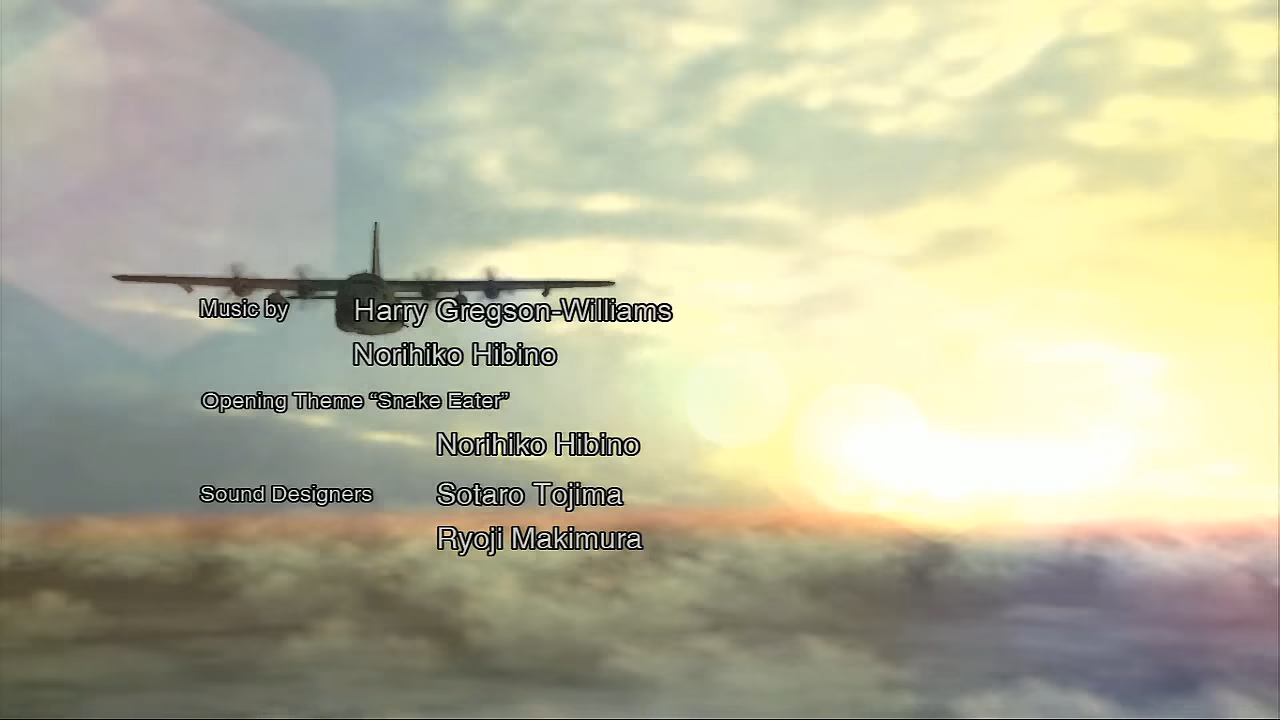 Music by Harry Gregson-Williams
Norihiko Hibino
Opening Theme “Snake Eater”
Norihiko Hibino
Sound Designers Sotaro Tojima
Ryoji Makimura